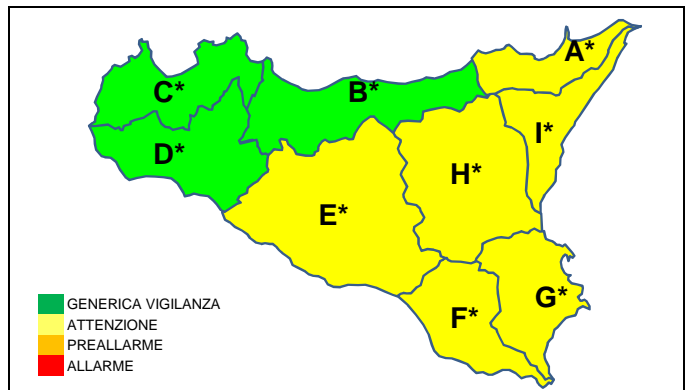 A*
C*
B*
I*
D*
H*
E*
G*
F*
GENERICA VIGILANZA
ATTENZIONE
PREALLARME
ALLARME